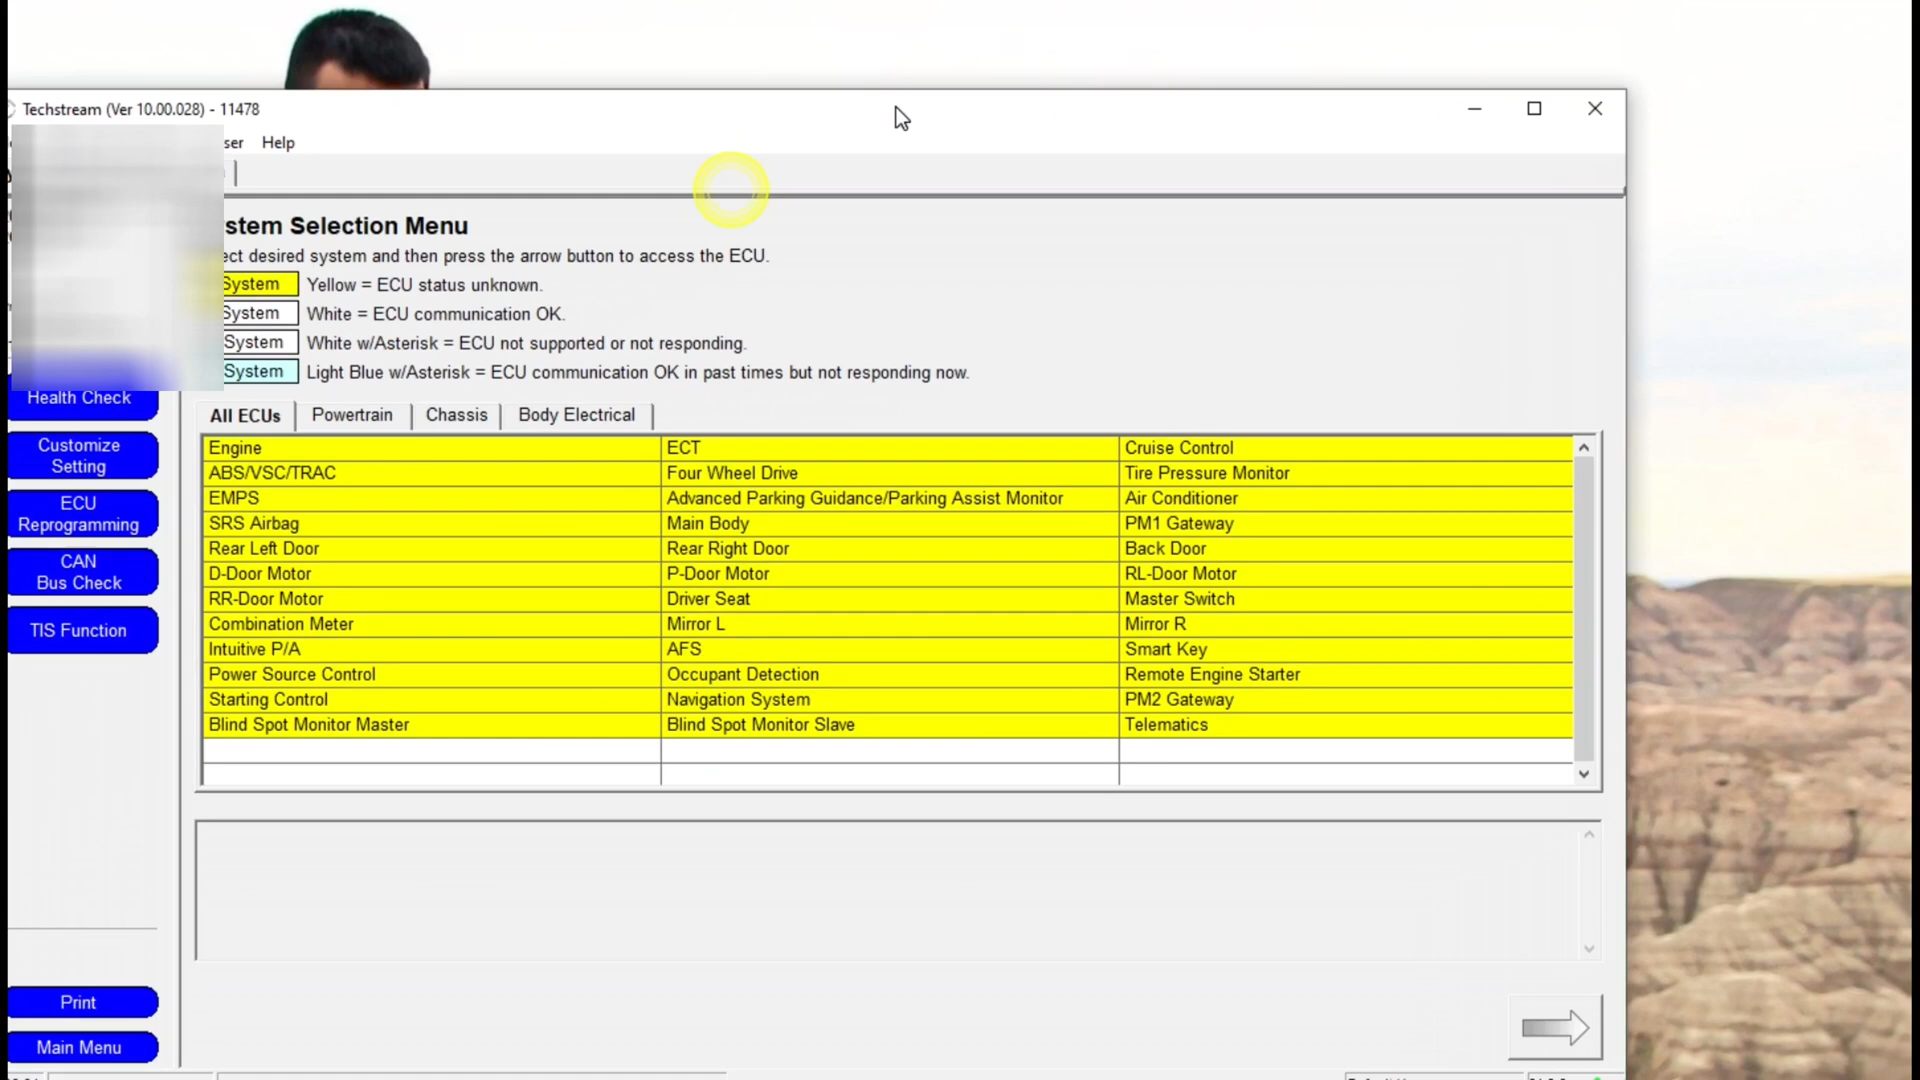 Techstream (Ver 10.00.028) - 11478
ser Help
stem Selection Menu
ect desired system and then press the arrow button to access the ECU.
System Yellow = ECU status unknown.
System White = ECU communication OK.
System White w/Asterisk = ECU not supported or not responding.
System Light Blue w/Asterisk = ECU communication OK in past times but not responding now.
Health Check
Customize
Setting
ECU
Reprogramming
CAN
Bus Check
TIS Function
Print
Main Menu
All ECUs Powertrain Chassis Body Electrical
Engine ECT Cruise Control
ABS/VSC/TRAC Four Wheel Drive Tire Pressure Monitor
EMPS Advanced Parking Guidance/Parking Assist Monitor Air Conditioner
SRS Airbag Main Body PM1 Gateway
Rear Left Door Rear Right Door Back Door
D-Door Motor P-Door Motor RL-Door Motor
RR-Door Motor Driver Seat Master Switch
Combination Meter Mirror L Mirror R
Intuitive P/A AFS Smart Key
Power Source Control Occupant Detection Remote Engine Starter
Starting Control Navigation System PM2 Gateway
Blind Spot Monitor Master Blind Spot Monitor Slave Telematics